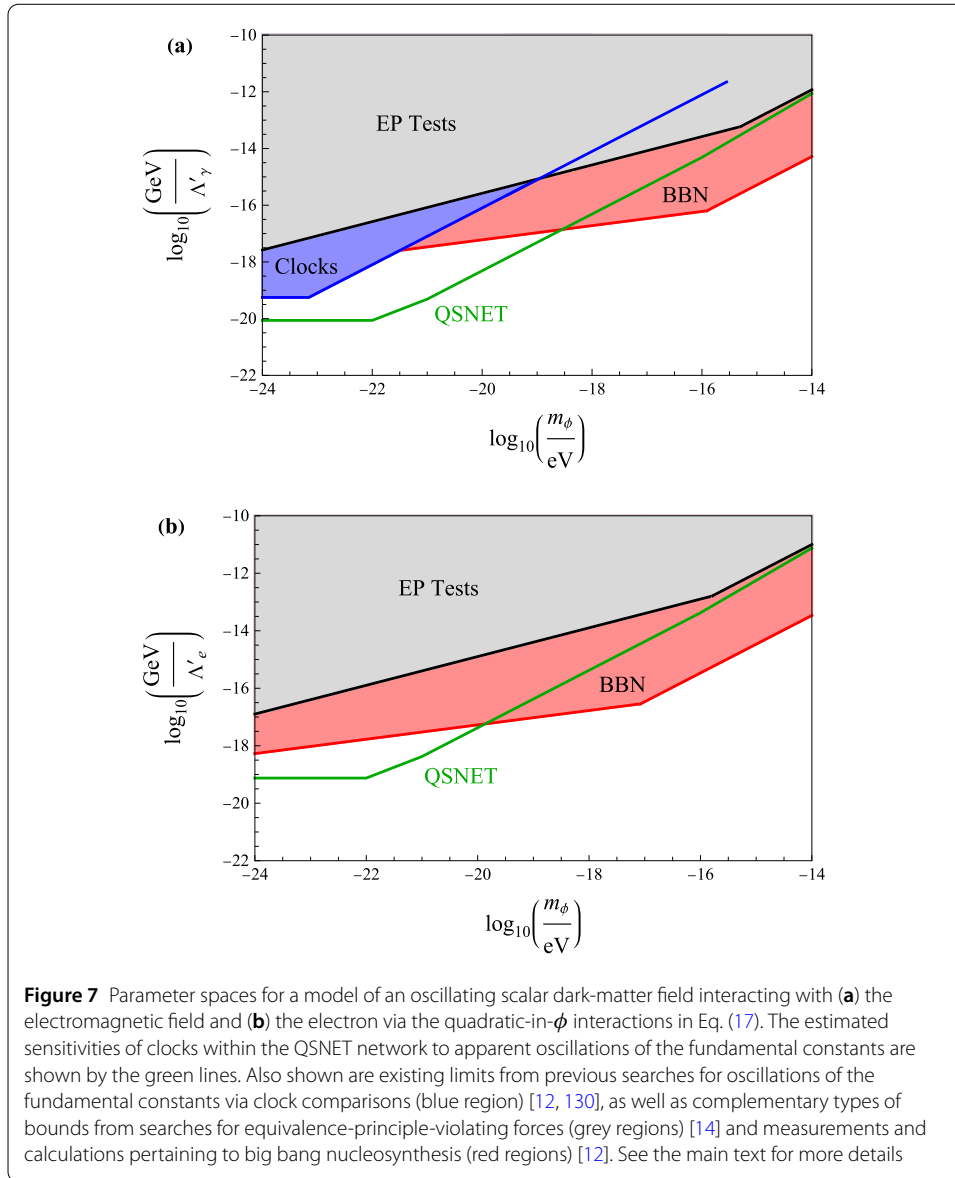 (a)
−10
−12
−14
−16
−18
−20
−22
log₁₀(GeV/Λ′γ)
EP Tests
BBN
Clocks
QSNET
−24 −22 −20 −18 −16 −14
log₁₀(mϕ/eV)
(b)
−10
−12
−14
−16
−18
−20
−22
log₁₀(GeV/Λ′e)
EP Tests
BBN
QSNET
−24 −22 −20 −18 −16 −14
log₁₀(mϕ/eV)
Figure 7 Parameter spaces for a model of an oscillating scalar dark-matter field interacting with (a) the
electromagnetic field and (b) the electron via the quadratic-in-ϕ interactions in Eq. (17). The estimated
sensitivities of clocks within the QSNET network to apparent oscillations of the fundamental constants are
shown by the green lines. Also shown are existing limits from previous searches for oscillations of the
fundamental constants via clock comparisons (blue region) [12, 130], as well as complementary types of
bounds from searches for equivalence-principle-violating forces (grey regions) [14] and measurements and
calculations pertaining to big bang nucleosynthesis (red regions) [12]. See the main text for more details